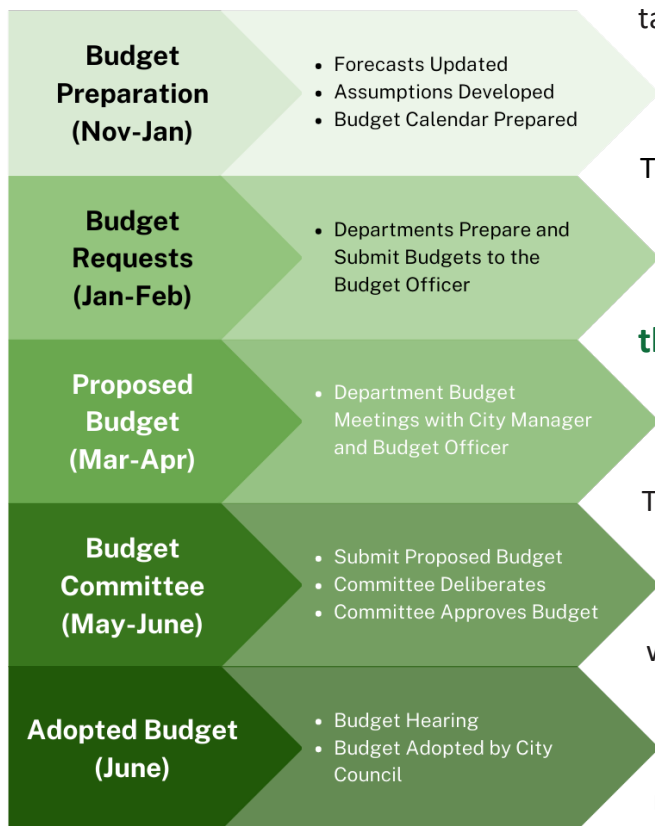 Budget
Preparation
(Nov-Jan)
• Forecasts Updated
• Assumptions Developed
• Budget Calendar Prepared
Budget
Requests
(Jan-Feb)
• Departments Prepare and
Submit Budgets to the
Budget Officer
Proposed
Budget
(Mar-Apr)
• Department Budget
Meetings with City Manager
and Budget Officer
Budget
Committee
(May-June)
• Submit Proposed Budget
• Committee Deliberates
• Committee Approves Budget
Adopted Budget
(June)
• Budget Hearing
• Budget Adopted by City
Council
ta
T
T